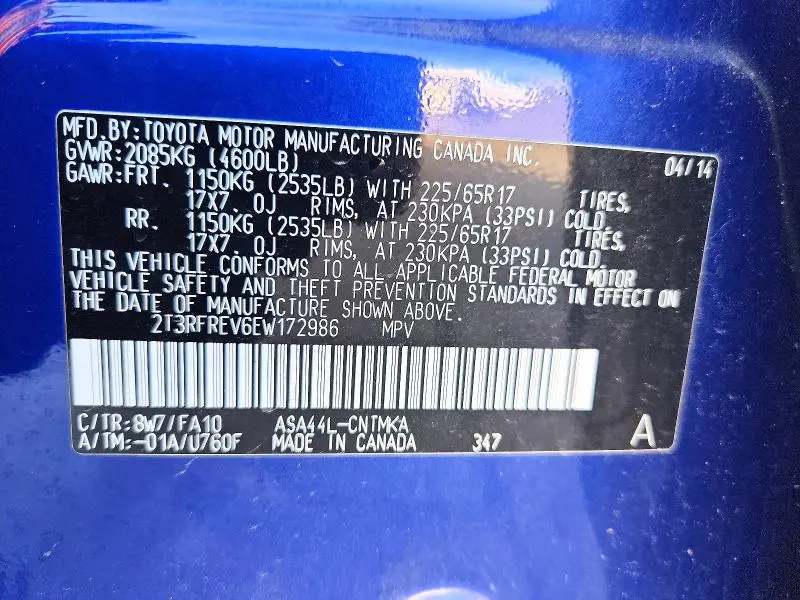 MFD.BY:TOYOTA MOTOR MANUFACTURING CANADA INC. 04/14
GVWR:2085KG (4600LB)
GAWR:FRT. 1150KG (2535LB) WITH 225/65R17 TIRES,
17X7.0J RIMS, AT 230KPA (33PSI) COLD.
RR. 1150KG (2535LB) WITH 225/65R17 TIRES,
17X7.0J RIMS, AT 230KPA (33PSI) COLD.
THIS VEHICLE CONFORMS TO ALL APPLICABLE FEDERAL MOTOR
VEHICLE SAFETY AND THEFT PREVENTION STANDARDS IN EFFECT ON
THE DATE OF MANUFACTURE SHOWN ABOVE.
2T3RFREV6EW172986 MPV
C/TR:8W7/FA10 ASA44L-CNTMKA
A/TM:-01A/U760F MADE IN CANADA 347 A